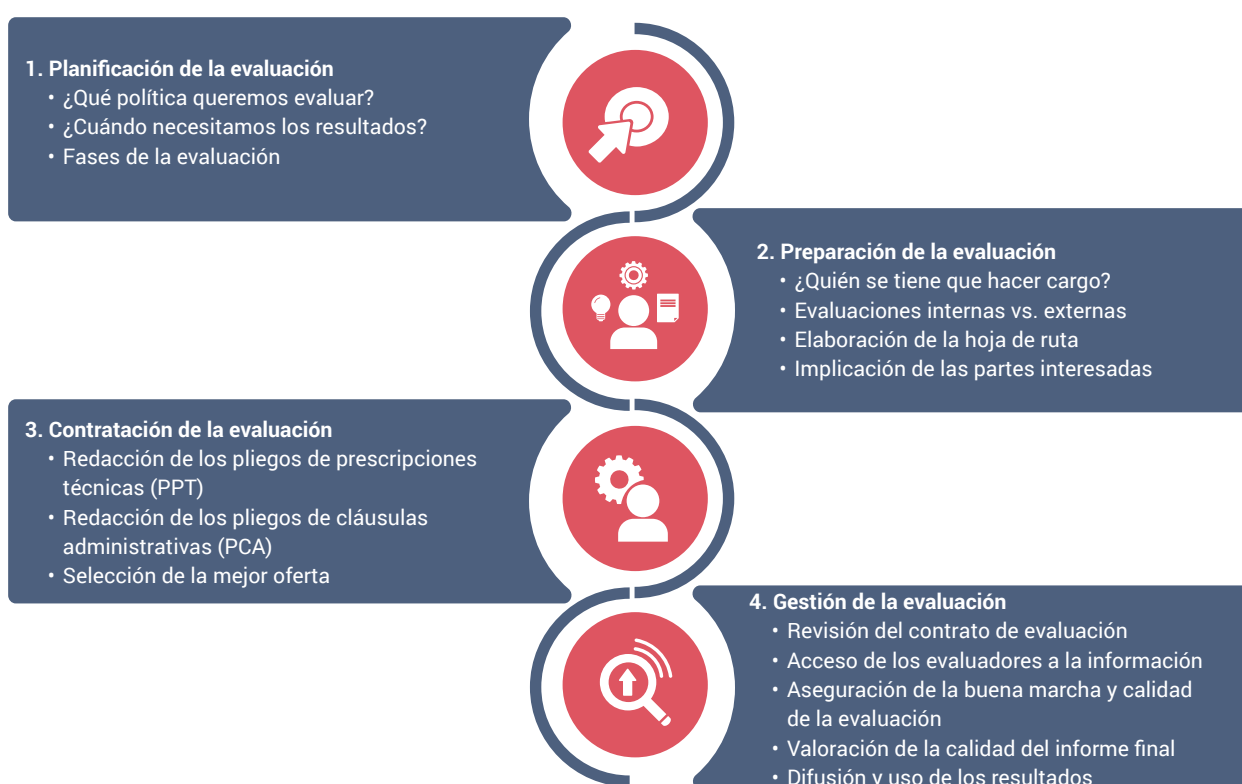 1. Planificación de la evaluación
• ¿Qué política queremos evaluar?
• ¿Cuándo necesitamos los resultados?
• Fases de la evaluación
2. Preparación de la evaluación
• ¿Quién se tiene que hacer cargo?
• Evaluaciones internas vs. externas
• Elaboración de la hoja de ruta
• Implicación de las partes interesadas
3. Contratación de la evaluación
• Redacción de los pliegos de prescripciones
técnicas (PPT)
• Redacción de los pliegos de cláusulas
administrativas (PCA)
• Selección de la mejor oferta
4. Gestión de la evaluación
• Revisión del contrato de evaluación
• Acceso de los evaluadores a la información
• Aseguración de la buena marcha y calidad
de la evaluación
• Valoración de la calidad del informe final
• Difusión y uso de los resultados